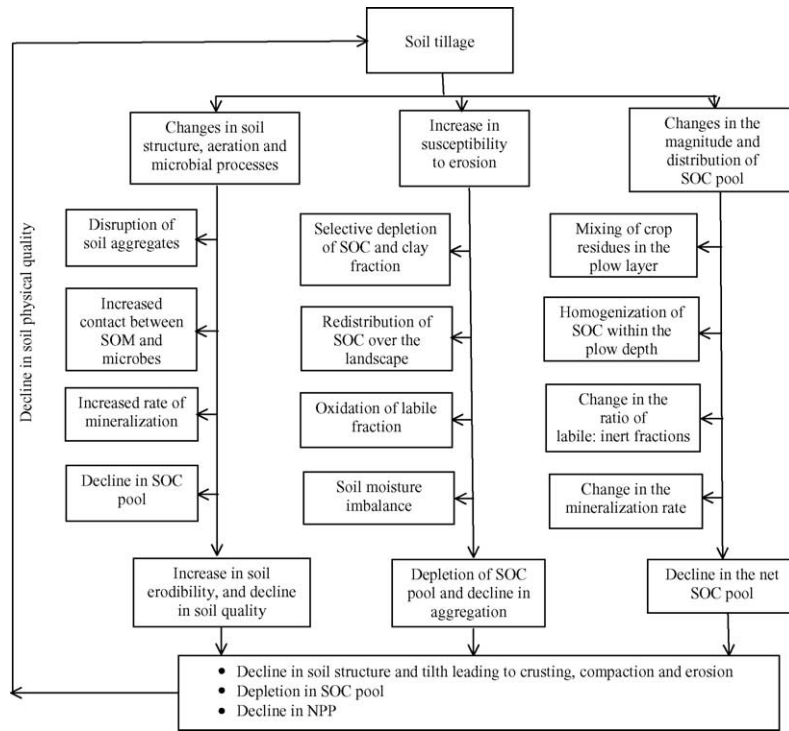 Soil tillage
Changes in soil
structure, aeration and
microbial processes
Increase in
susceptibility
to erosion
Changes in the
magnitude and
distribution of
SOC pool
Disruption of
soil aggregates
Increased
contact between
SOM and
microbes
Increased rate of
mineralization
Decline in SOC
pool
Selective depletion
of SOC and clay
fraction
Redistribution of
SOC over the
landscape
Oxidation of labile
fraction
Soil moisture
imbalance
Mixing of crop
residues in the
plow layer
Homogenization of
SOC within the
plow depth
Change in the
ratio of
labile: inert fractions
Change in the
mineralization rate
Increase in soil
erodibility, and decline
in soil quality
Depletion of SOC
pool and decline in
aggregation
Decline in the net
SOC pool
• Decline in soil structure and tilth leading to crusting, compaction and erosion
• Depletion in SOC pool
• Decline in NPP
Decline in soil physical quality